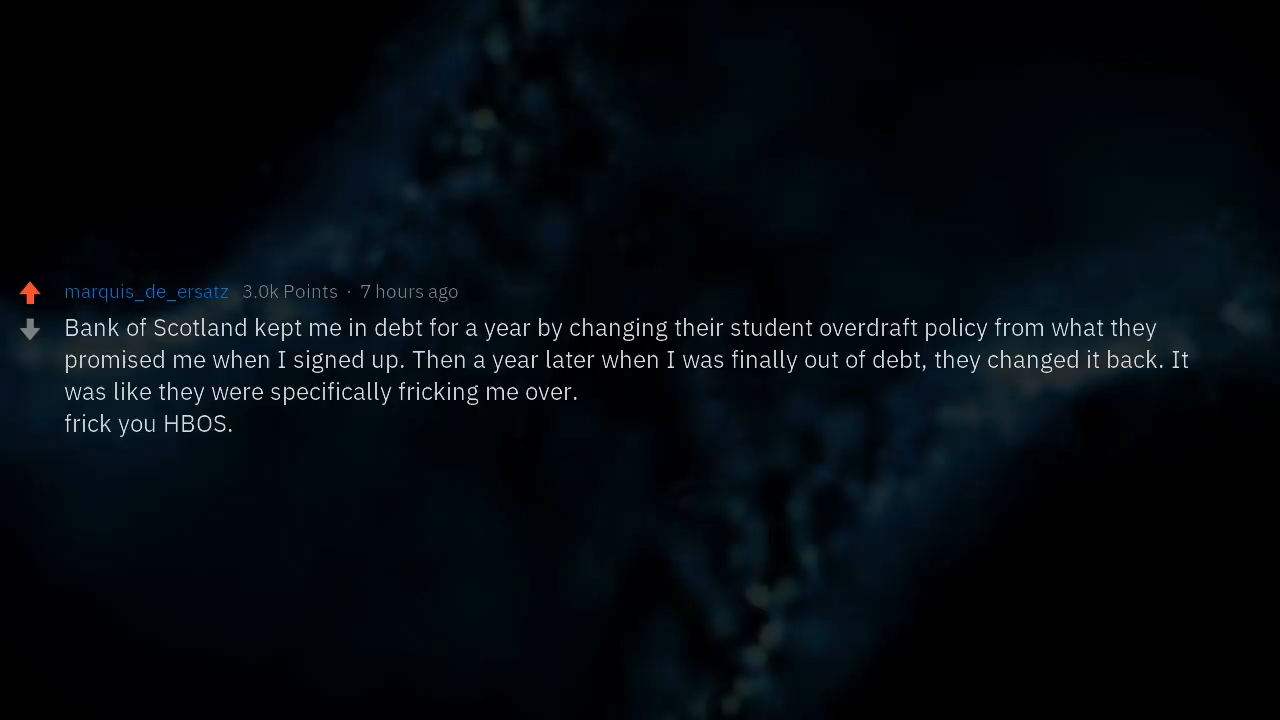 marquis_de_ersatz 3.0k Points · 7 hours ago
Bank of Scotland kept me in debt for a year by changing their student overdraft policy from what they
promised me when I signed up. Then a year later when I was finally out of debt, they changed it back. It
was like they were specifically fricking me over.
frick you HBOS.